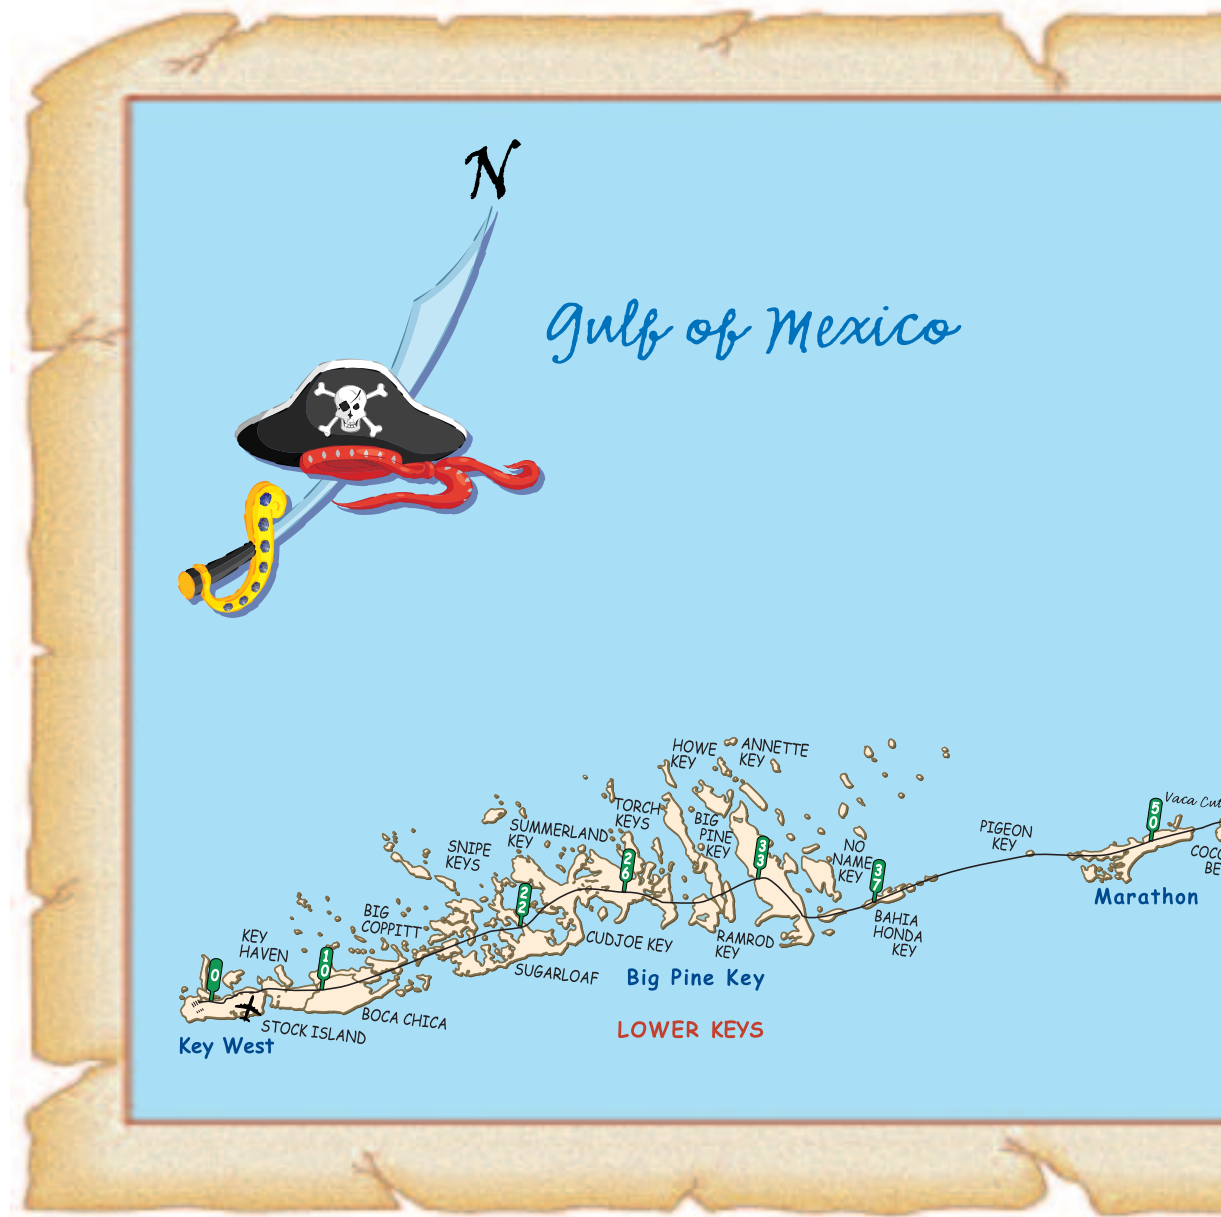 N
Gulf of Mexico
HOWE
KEY
ANNETTE
KEY
TORCH
KEYS
BIG
PINE
KEY
SUMMERLAND
KEY
SNIPE
KEYS
NO
NAME
KEY
PIGEON
KEY
Vaca Cut
50
33
26
37
22
10
0
Marathon
BIG
COPPITT
KEY
HAVEN
CUDJOE KEY
RAMROD
KEY
BAHIA
HONDA
KEY
SUGARLOAF
Big Pine Key
BOCA CHICA
STOCK ISLAND
Key West
LOWER KEYS